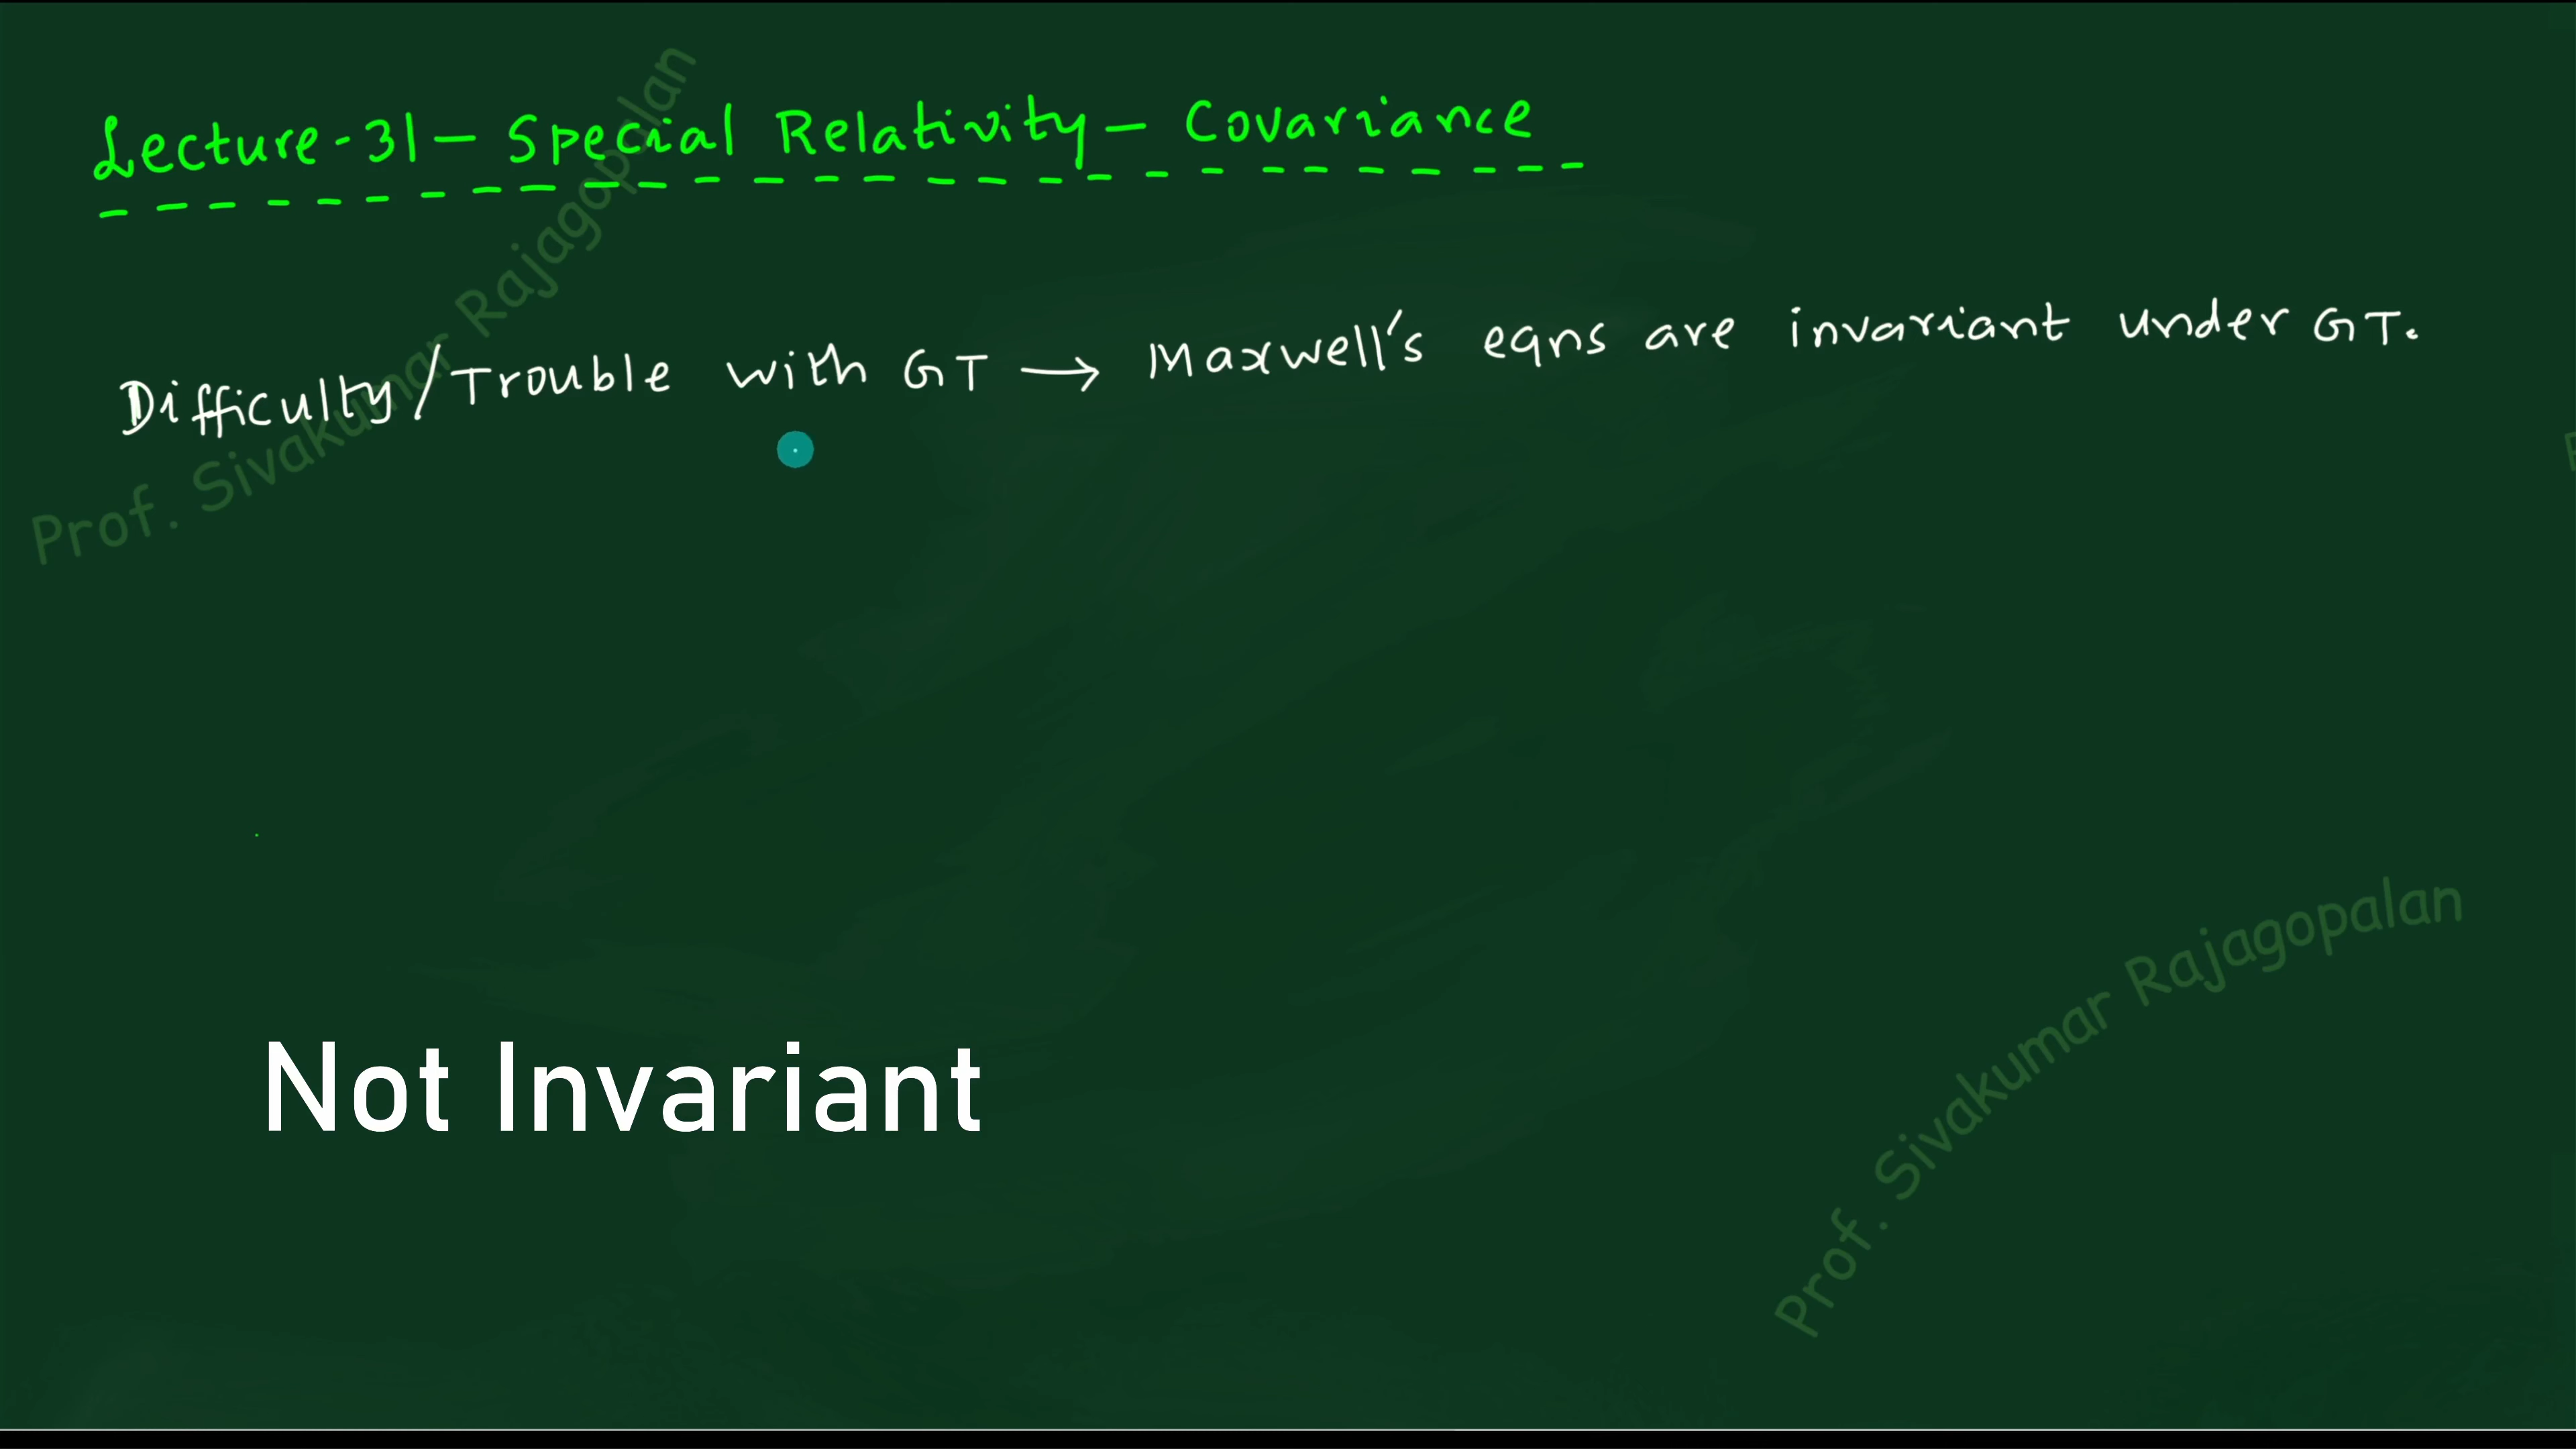 Lecture-31 — Special Relativity — Covariance
Difficulty/Trouble with GT → Maxwell's eqns are invariant under GT.
Prof. Sivakumar Rajagopalan
Prof. Sivakumar Rajagopalan
Not Invariant